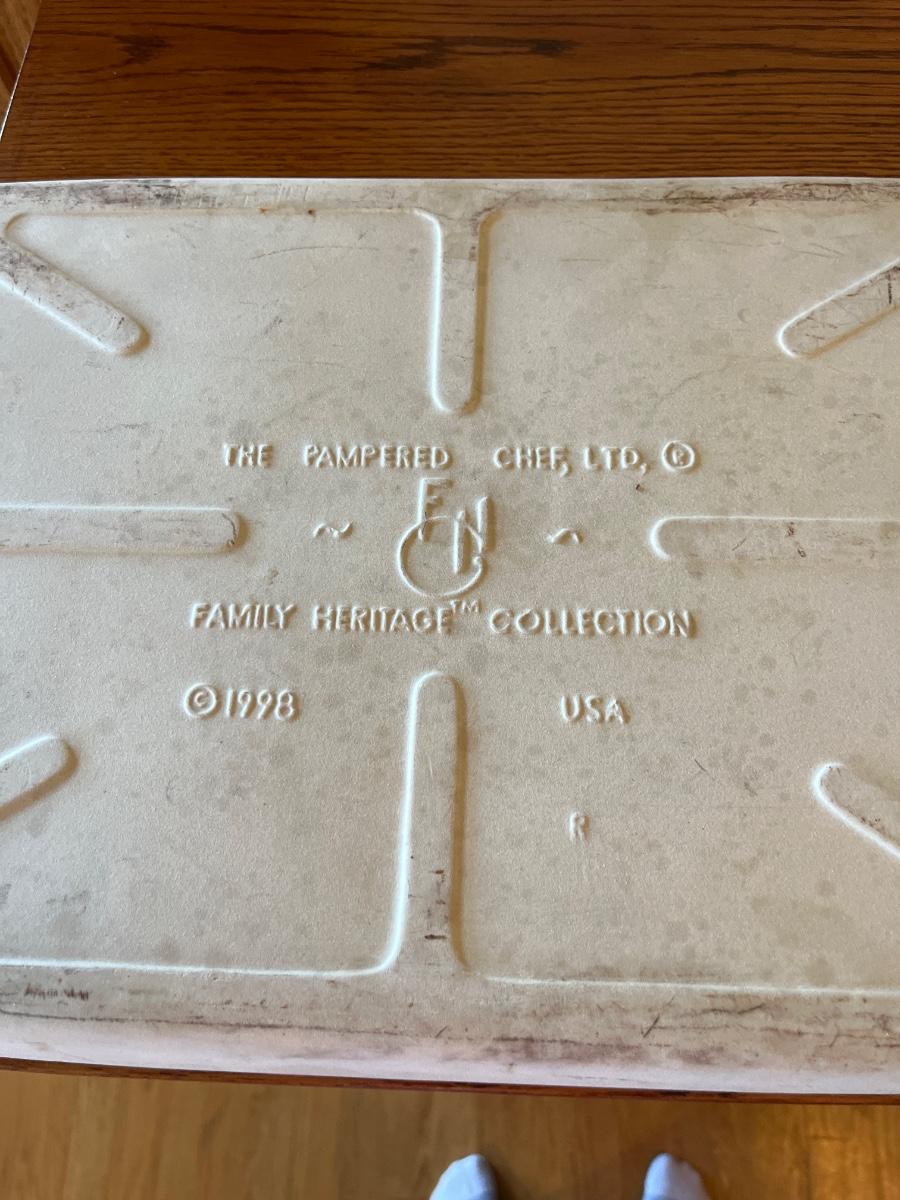 THE PAMPERED CHEF, LTD, ®
~ ~
FAMILY HERITAGE™ COLLECTION
©1998 USA
R